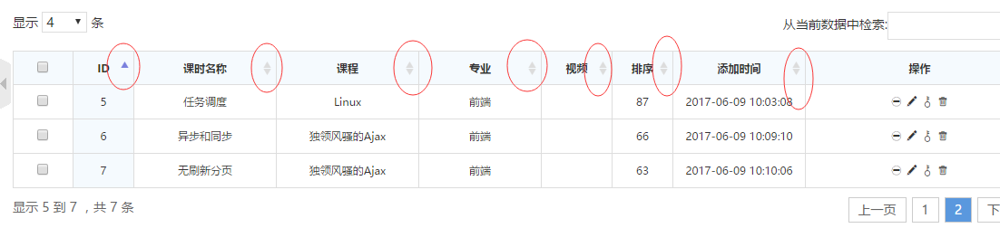 显示 4 条
从当前数据中检索:
ID 课时名称 课程 专业 视频 排序 添加时间 操作
5 任务调度 Linux 前端 87 2017-06-09 10:03:08
6 异步和同步 独领风骚的Ajax 前端 66 2017-06-09 10:09:10
7 无刷新分页 独领风骚的Ajax 前端 63 2017-06-09 10:10:06
显示 5 到 7 ，共 7 条
上一页 1 2 下